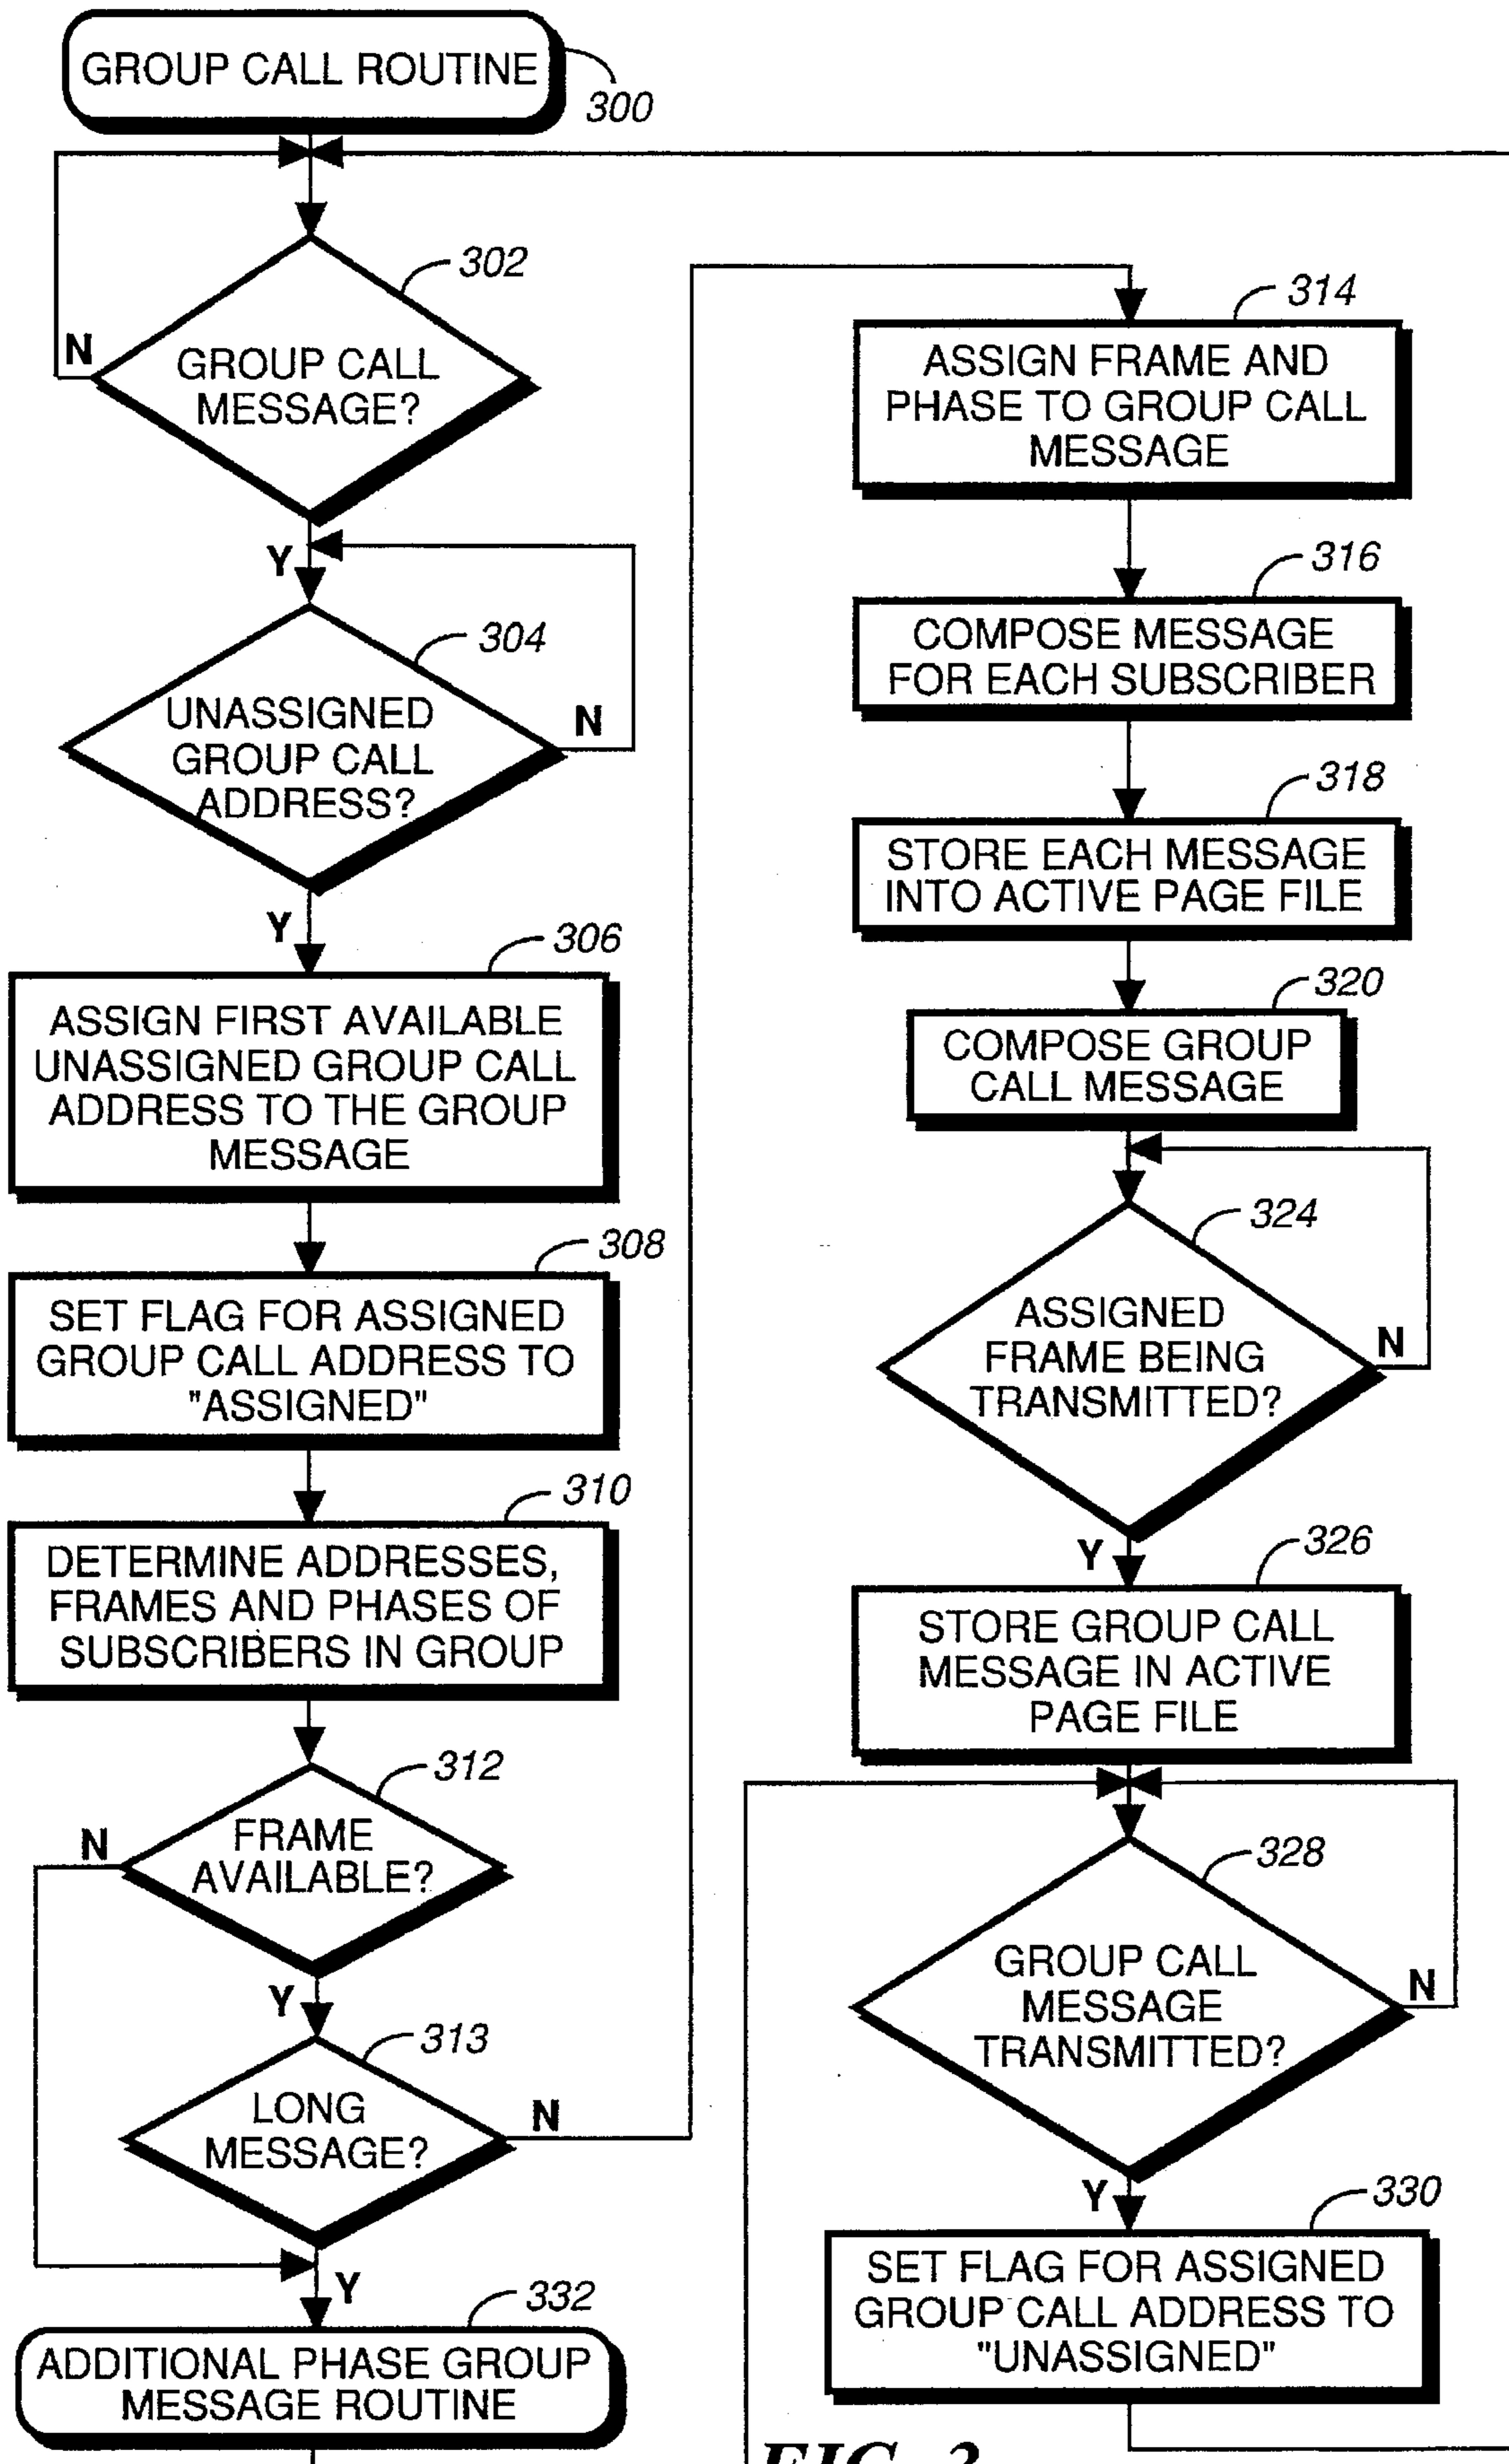 GROUP CALL ROUTINE
300
302
N
GROUP CALL
MESSAGE?
Y
304
UNASSIGNED
GROUP CALL
ADDRESS?
N
Y
306
ASSIGN FIRST AVAILABLE
UNASSIGNED GROUP CALL
ADDRESS TO THE GROUP
MESSAGE
308
SET FLAG FOR ASSIGNED
GROUP CALL ADDRESS TO
"ASSIGNED"
310
DETERMINE ADDRESSES,
FRAMES AND PHASES OF
SUBSCRIBERS IN GROUP
312
N
FRAME
AVAILABLE?
Y
313
LONG
MESSAGE?
N
Y
332
ADDITIONAL PHASE GROUP
MESSAGE ROUTINE
314
ASSIGN FRAME AND
PHASE TO GROUP CALL
MESSAGE
316
COMPOSE MESSAGE
FOR EACH SUBSCRIBER
318
STORE EACH MESSAGE
INTO ACTIVE PAGE FILE
320
COMPOSE GROUP
CALL MESSAGE
324
ASSIGNED
FRAME BEING
TRANSMITTED?
N
Y
326
STORE GROUP CALL
MESSAGE IN ACTIVE
PAGE FILE
328
GROUP CALL
MESSAGE
TRANSMITTED?
N
Y
330
SET FLAG FOR ASSIGNED
GROUP CALL ADDRESS TO
"UNASSIGNED"